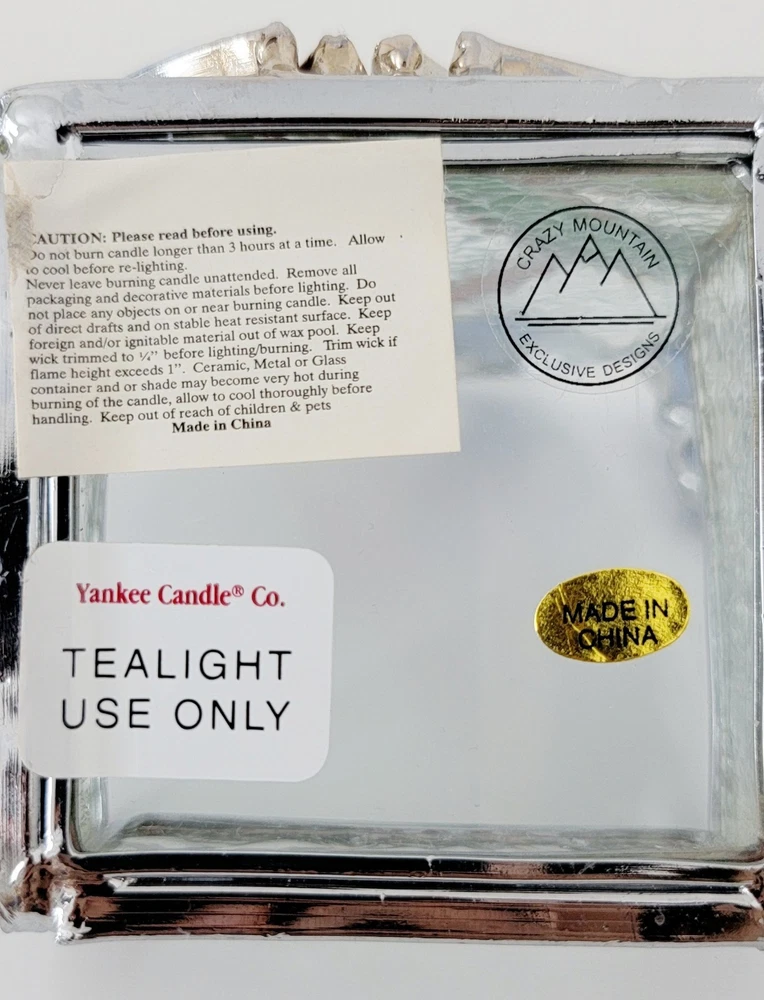 CAUTION: Please read before using.
Do not burn candle longer than 3 hours at a time. Allow
to cool before re-lighting.
Never leave burning candle unattended. Remove all
packaging and decorative materials before lighting. Do
not place any objects on or near burning candle. Keep out
of direct drafts and on stable heat resistant surface. Keep
foreign and/or ignitable material out of wax pool. Keep
wick trimmed to ¼” before lighting/burning. Trim wick if
flame height exceeds 1”. Ceramic, Metal or Glass
container and or shade may become very hot during
burning of the candle, allow to cool thoroughly before
handling. Keep out of reach of children & pets
Made in China
CRAZY MOUNTAIN
EXCLUSIVE DESIGNS
Yankee Candle® Co.
TEALIGHT
USE ONLY
MADE IN
CHINA